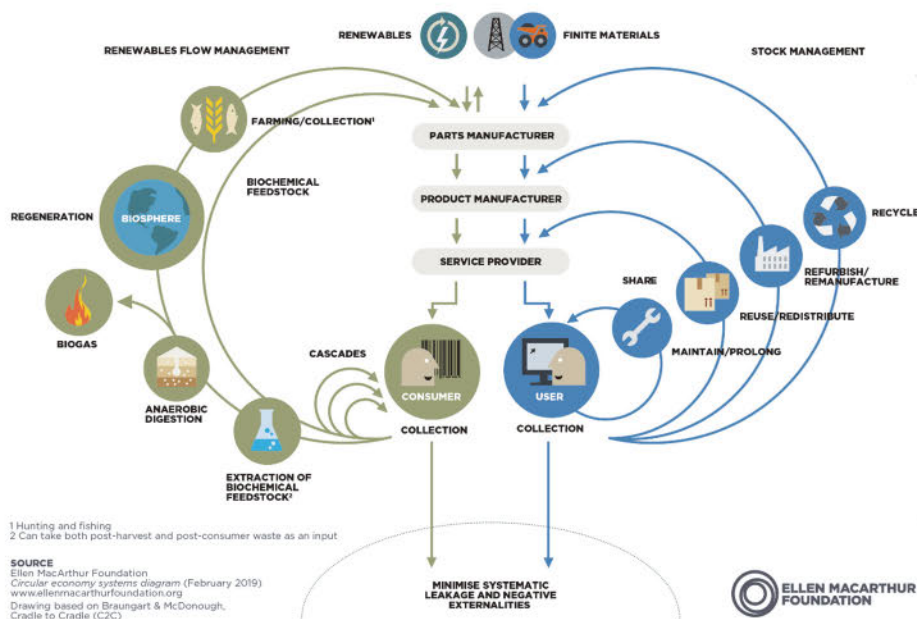 RENEWABLES FLOW MANAGEMENT
RENEWABLES
FINITE MATERIALS
STOCK MANAGEMENT
FARMING/COLLECTION¹
PARTS MANUFACTURER
BIOCHEMICAL
FEEDSTOCK
PRODUCT MANUFACTURER
REGENERATION
BIOSPHERE
RECYCLE
SERVICE PROVIDER
SHARE
REFURBISH/
REMANUFACTURE
REUSE/REDISTRIBUTE
BIOGAS
CASCADES
MAINTAIN/PROLONG
CONSUMER
USER
ANAEROBIC
DIGESTION
COLLECTION
COLLECTION
EXTRACTION OF
BIOCHEMICAL
FEEDSTOCK²
1 Hunting and fishing
2 Can take both post-harvest and post-consumer waste as an input
SOURCE
Ellen MacArthur Foundation
Circular economy systems diagram (February 2019)
www.ellenmacarthurfoundation.org
Drawing based on Braungart & McDonough,
Cradle to Cradle (C2C)
MINIMISE SYSTEMATIC
LEAKAGE AND NEGATIVE
EXTERNALITIES
ELLEN MACARTHUR
FOUNDATION